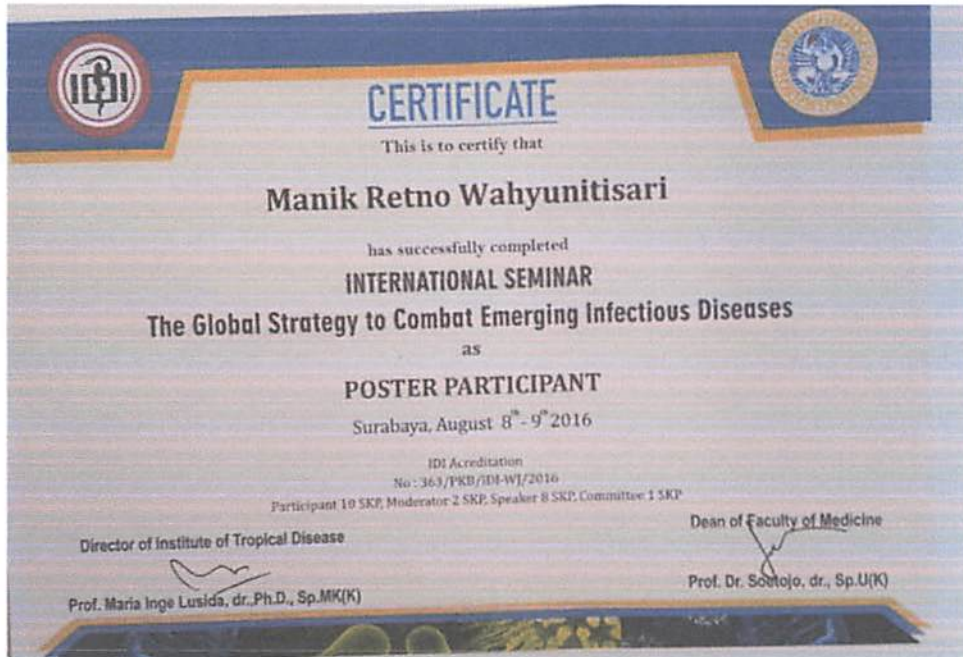 IDI
CERTIFICATE
This is to certify that
Manik Retno Wahyunitisari
has successfully completed
INTERNATIONAL SEMINAR
The Global Strategy to Combat Emerging Infectious Diseases
as
POSTER PARTICIPANT
Surabaya, August 8th - 9th 2016
IDI Acreditation
No : 363/PKB/IDI-WJ/2016
Participant 10 SKP, Moderator 2 SKP, Speaker 8 SKP, Committee 1 SKP
Director of Institute of Tropical Disease
Prof. Maria Inge Lusida, dr.,Ph.D., Sp.MK(K)
Dean of Faculty of Medicine
Prof. Dr. Soetojo, dr., Sp.U(K)